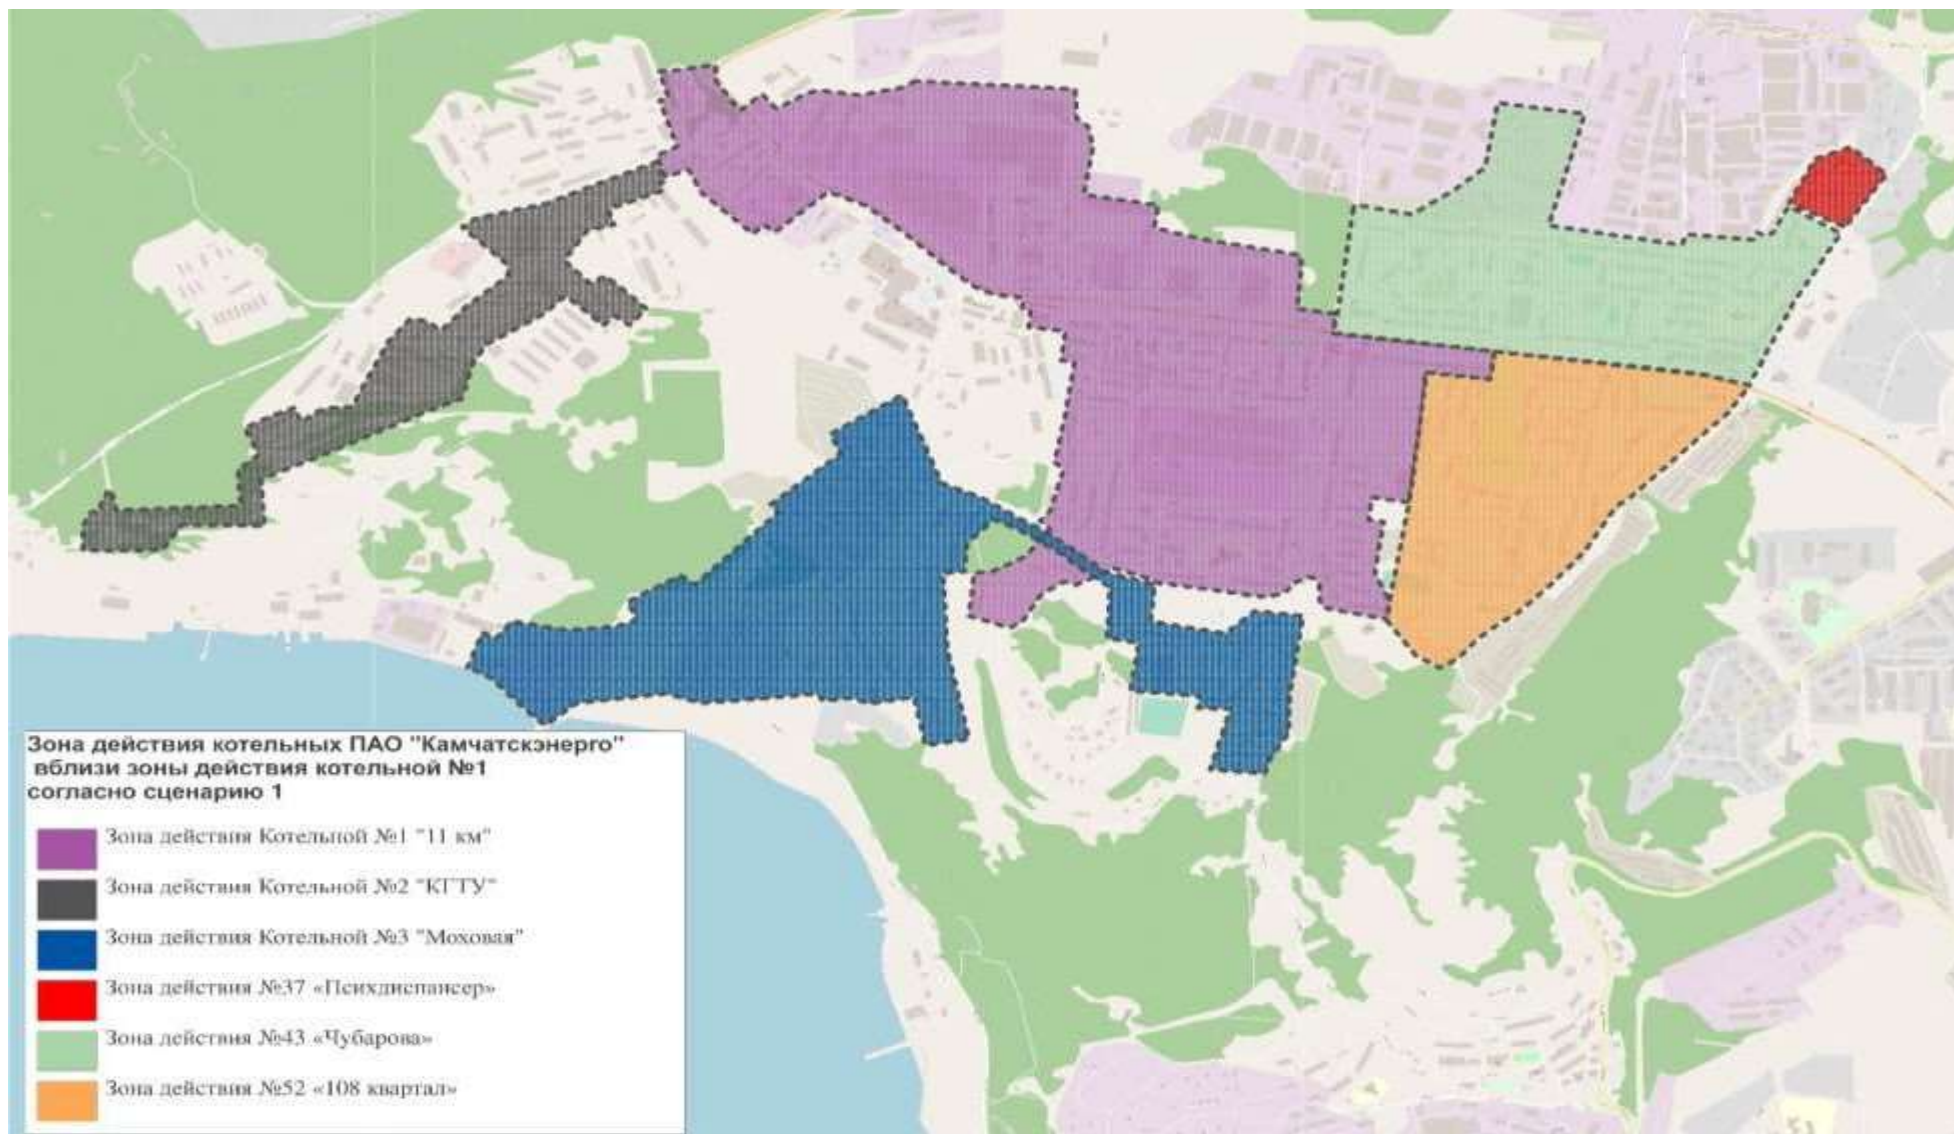 Зона действия котельных ПАО "Камчатскэнерго"
вблизи зоны действия котельной №1
согласно сценарию 1
Зона действия Котельной №1 "11 км"
Зона действия Котельной №2 "КГТУ"
Зона действия Котельной №3 "Моховая"
Зона действия №37 «Психдиспансер»
Зона действия №43 «Чубарова»
Зона действия №52 «108 квартал»